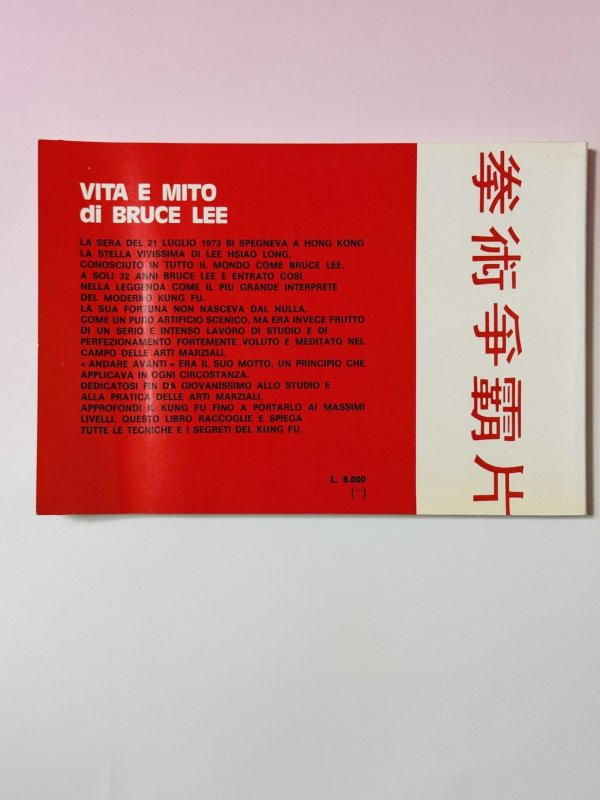 VITA E MITO
di BRUCE LEE
LA SERA DEL 21 LUGLIO 1973 SI SPEGNEVA A HONG KONG
LA STELLA VIVISSIMA DI LEE HSIAO LONG,
CONOSCIUTO IN TUTTO IL MONDO COME BRUCE LEE.
A SOLI 32 ANNI BRUCE LEE È ENTRATO COSÌ
NELLA LEGGENDA COME IL PIÙ GRANDE INTERPRETE
DEL MODERNO KUNG FU.
LA SUA FORTUNA NON NASCEVA DAL NULLA,
COME UN PURO ARTIFICIO SCENICO, MA ERA INVECE FRUTTO
DI UN SERIO E INTENSO LAVORO DI STUDIO E DI
PERFEZIONAMENTO FORTEMENTE VOLUTO E MEDITATO NEL
CAMPO DELLE ARTI MARZIALI.
« ANDARE AVANTI » ERA IL SUO MOTTO, UN PRINCIPIO CHE
APPLICAVA IN OGNI CIRCOSTANZA.
DEDICATOSI FIN DA GIOVANISSIMO ALLO STUDIO E
ALLA PRATICA DELLE ARTI MARZIALI,
APPROFONDÌ IL KUNG FU FINO A PORTARLO AI MASSIMI
LIVELLI. QUESTO LIBRO RACCOGLIE E SPIEGA
TUTTE LE TECNICHE E I SEGRETI DEL KUNG FU.
L. 8.000
(...)
拳術争霸片